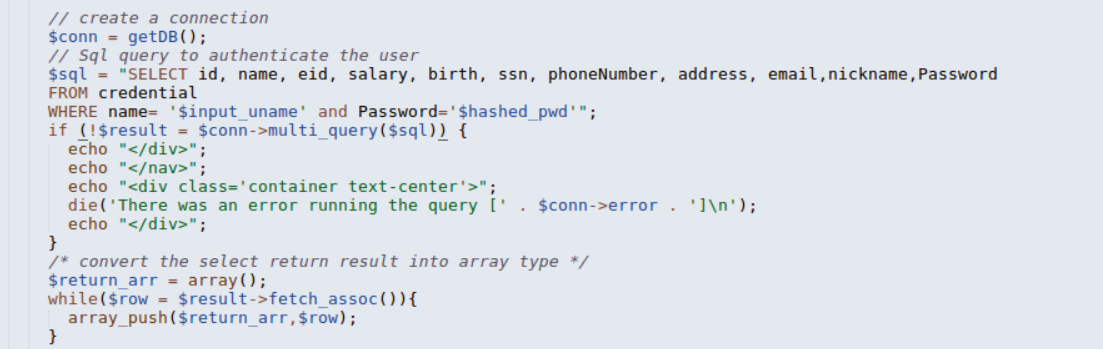 // create a connection
$conn = getDB();
// Sql query to authenticate the user
$sql = "SELECT id, name, eid, salary, birth, ssn, phoneNumber, address, email,nickname,Password
FROM credential
WHERE name= '$input_uname' and Password='$hashed_pwd'";
if (!$result = $conn->multi_query($sql)) {
  echo "</div>";
  echo "</nav>";
  echo "<div class='container text-center'>";
  die('There was an error running the query [' . $conn->error . ']\n');
  echo "</div>";
}
/* convert the select return result into array type */
$return_arr = array();
while($row = $result->fetch_assoc()){
  array_push($return_arr,$row);
}